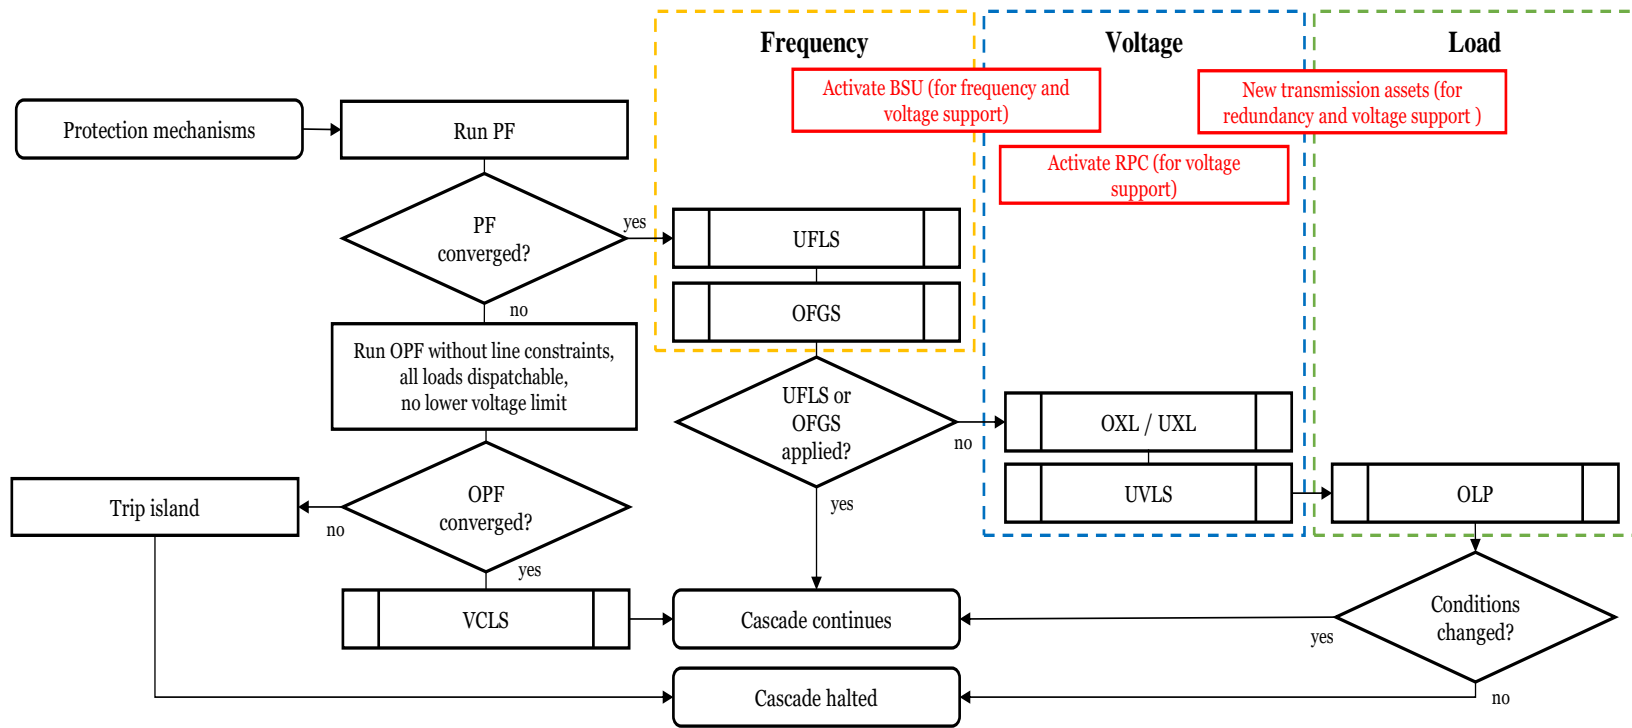 Frequency
Voltage
Load
Activate BSU (for frequency and
voltage support)
New transmission assets (for
redundancy and voltage support )
Protection mechanisms
Run PF
Activate RPC (for voltage
support)
PF
converged?
yes
UFLS
no
OFGS
Run OPF without line constraints,
all loads dispatchable,
no lower voltage limit
UFLS or
OFGS
applied?
no
OXL / UXL
yes
UVLS
OLP
Trip island
no
OPF
converged?
yes
VCLS
Cascade continues
Conditions
changed?
yes
Cascade halted
no